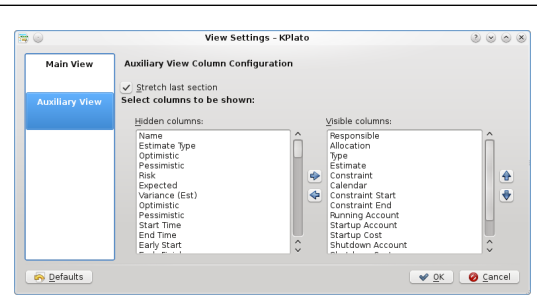 View Settings – KPlato
Main View
Auxiliary View
Auxiliary View Column Configuration
Stretch last section
Select columns to be shown:
Hidden columns:
Name
Estimate Type
Optimistic
Pessimistic
Risk
Expected
Variance (Est)
Optimistic
Pessimistic
Start Time
End Time
Early Start
Visible columns:
Responsible
Allocation
Type
Estimate
Constraint
Calendar
Constraint Start
Constraint End
Running Account
Startup Account
Startup Cost
Shutdown Account
Defaults
OK
Cancel